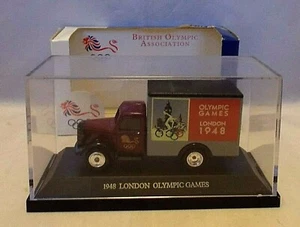 BRITISH OLYMPIC
ASSOCIATION
OLYMPIC
GAMES
LONDON
1948
1948 LONDON OLYMPIC GAMES